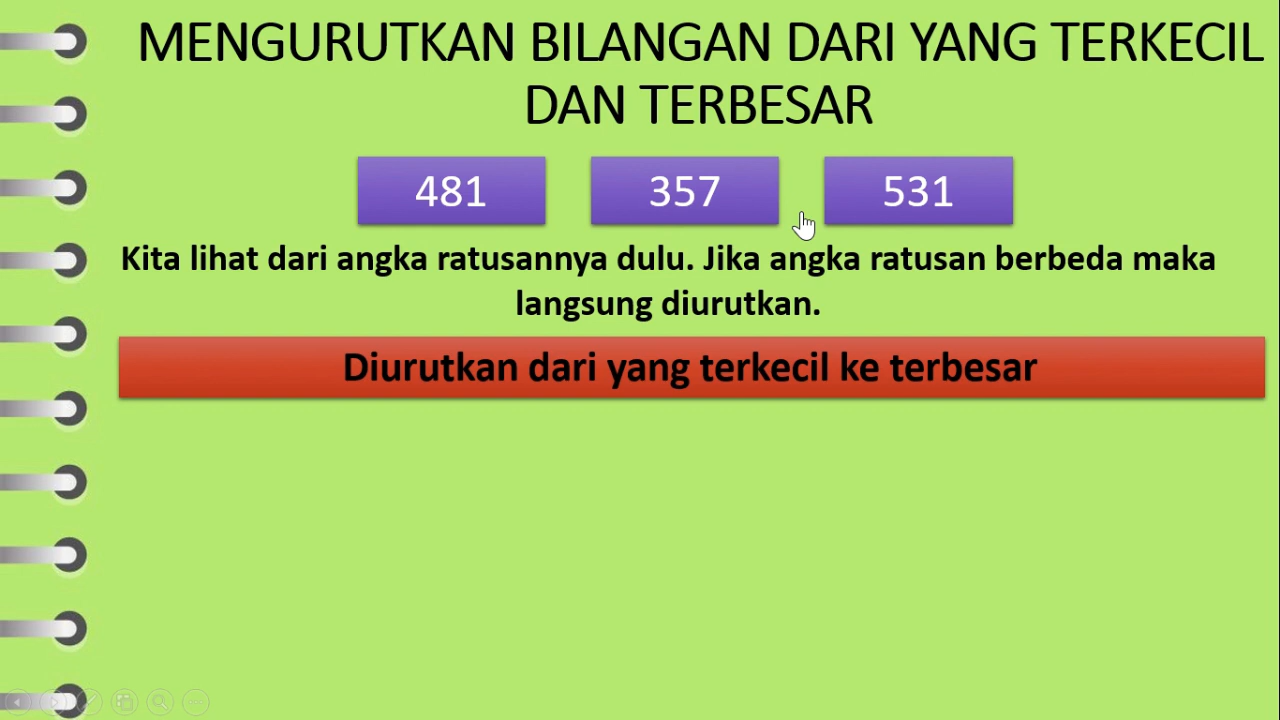 MENGURUTKAN BILANGAN DARI YANG TERKECIL
DAN TERBESAR
481 357 531
Kita lihat dari angka ratusannya dulu. Jika angka ratusan berbeda maka
langsung diurutkan.
Diurutkan dari yang terkecil ke terbesar